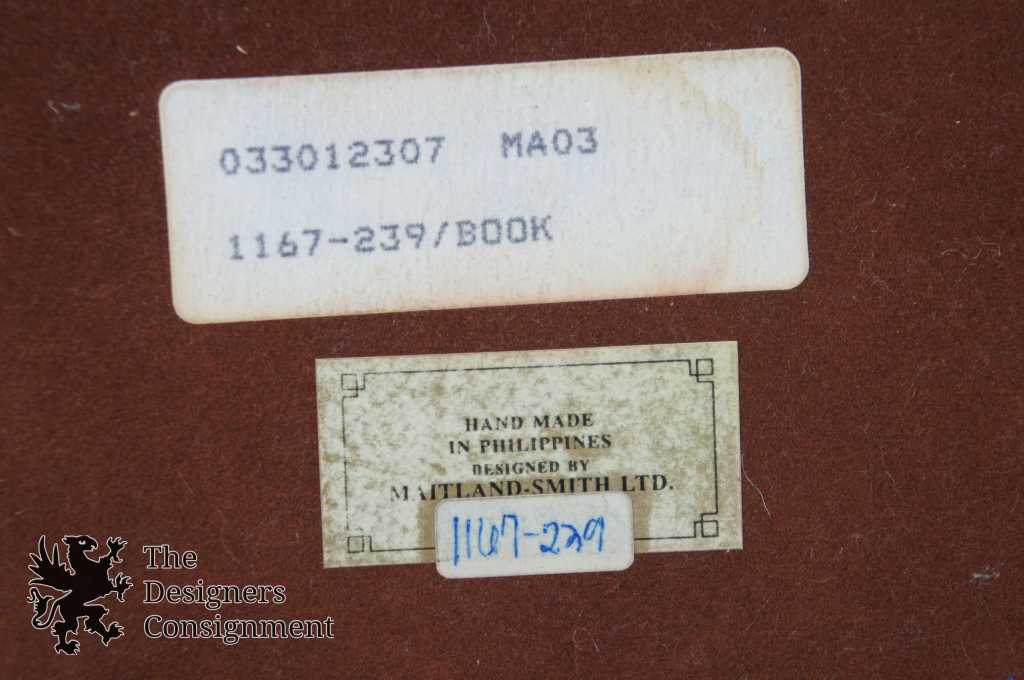 033012307 MA03
1167-239/BOOK
HAND MADE
IN PHILIPPINES
DESIGNED BY
MAITLAND-SMITH LTD.
1167-239
The
Designers
Consignment